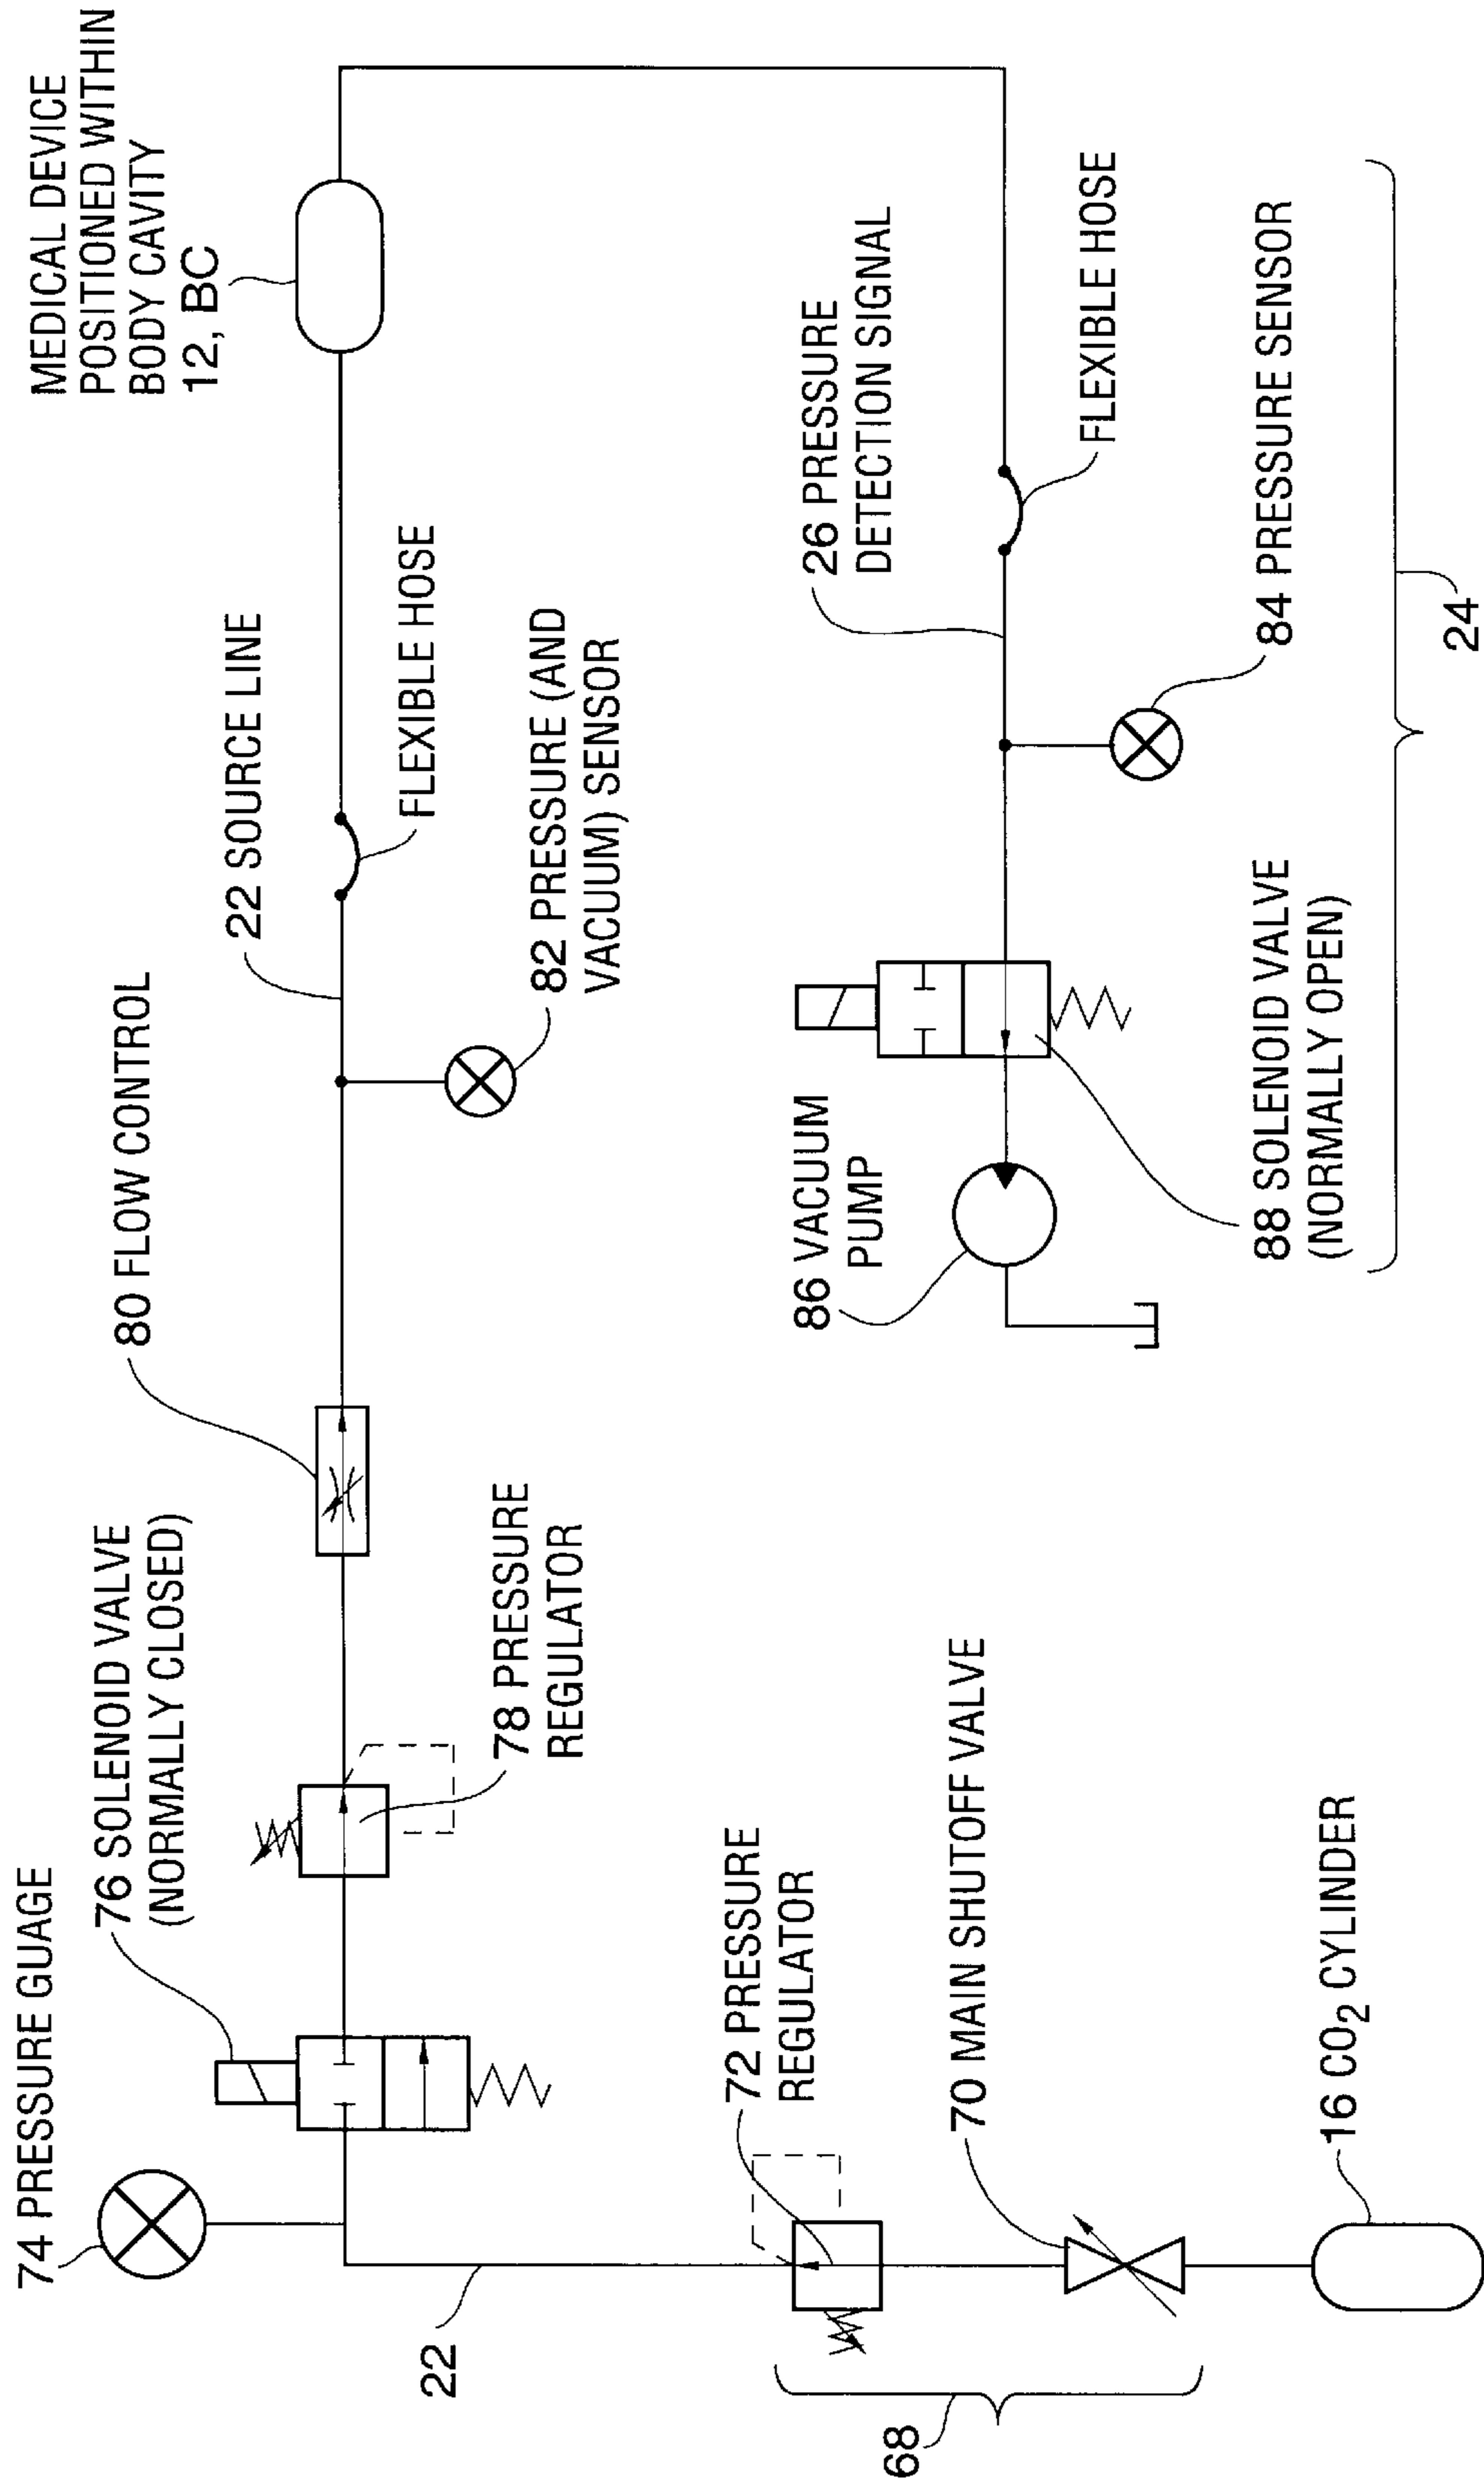 74 PRESSURE GUAGE
76 SOLENOID VALVE
(NORMALLY CLOSED)
80 FLOW CONTROL
22 SOURCE LINE
MEDICAL DEVICE
POSITIONED WITHIN
BODY CAVITY
12, BC
FLEXIBLE HOSE
78 PRESSURE
REGULATOR
82 PRESSURE (AND
VACUUM) SENSOR
22
72 PRESSURE
REGULATOR
86 VACUUM
PUMP
26 PRESSURE
DETECTION SIGNAL
FLEXIBLE HOSE
68
70 MAIN SHUTOFF VALVE
88 SOLENOID VALVE
(NORMALLY OPEN)
84 PRESSURE SENSOR
16 CO₂ CYLINDER
24